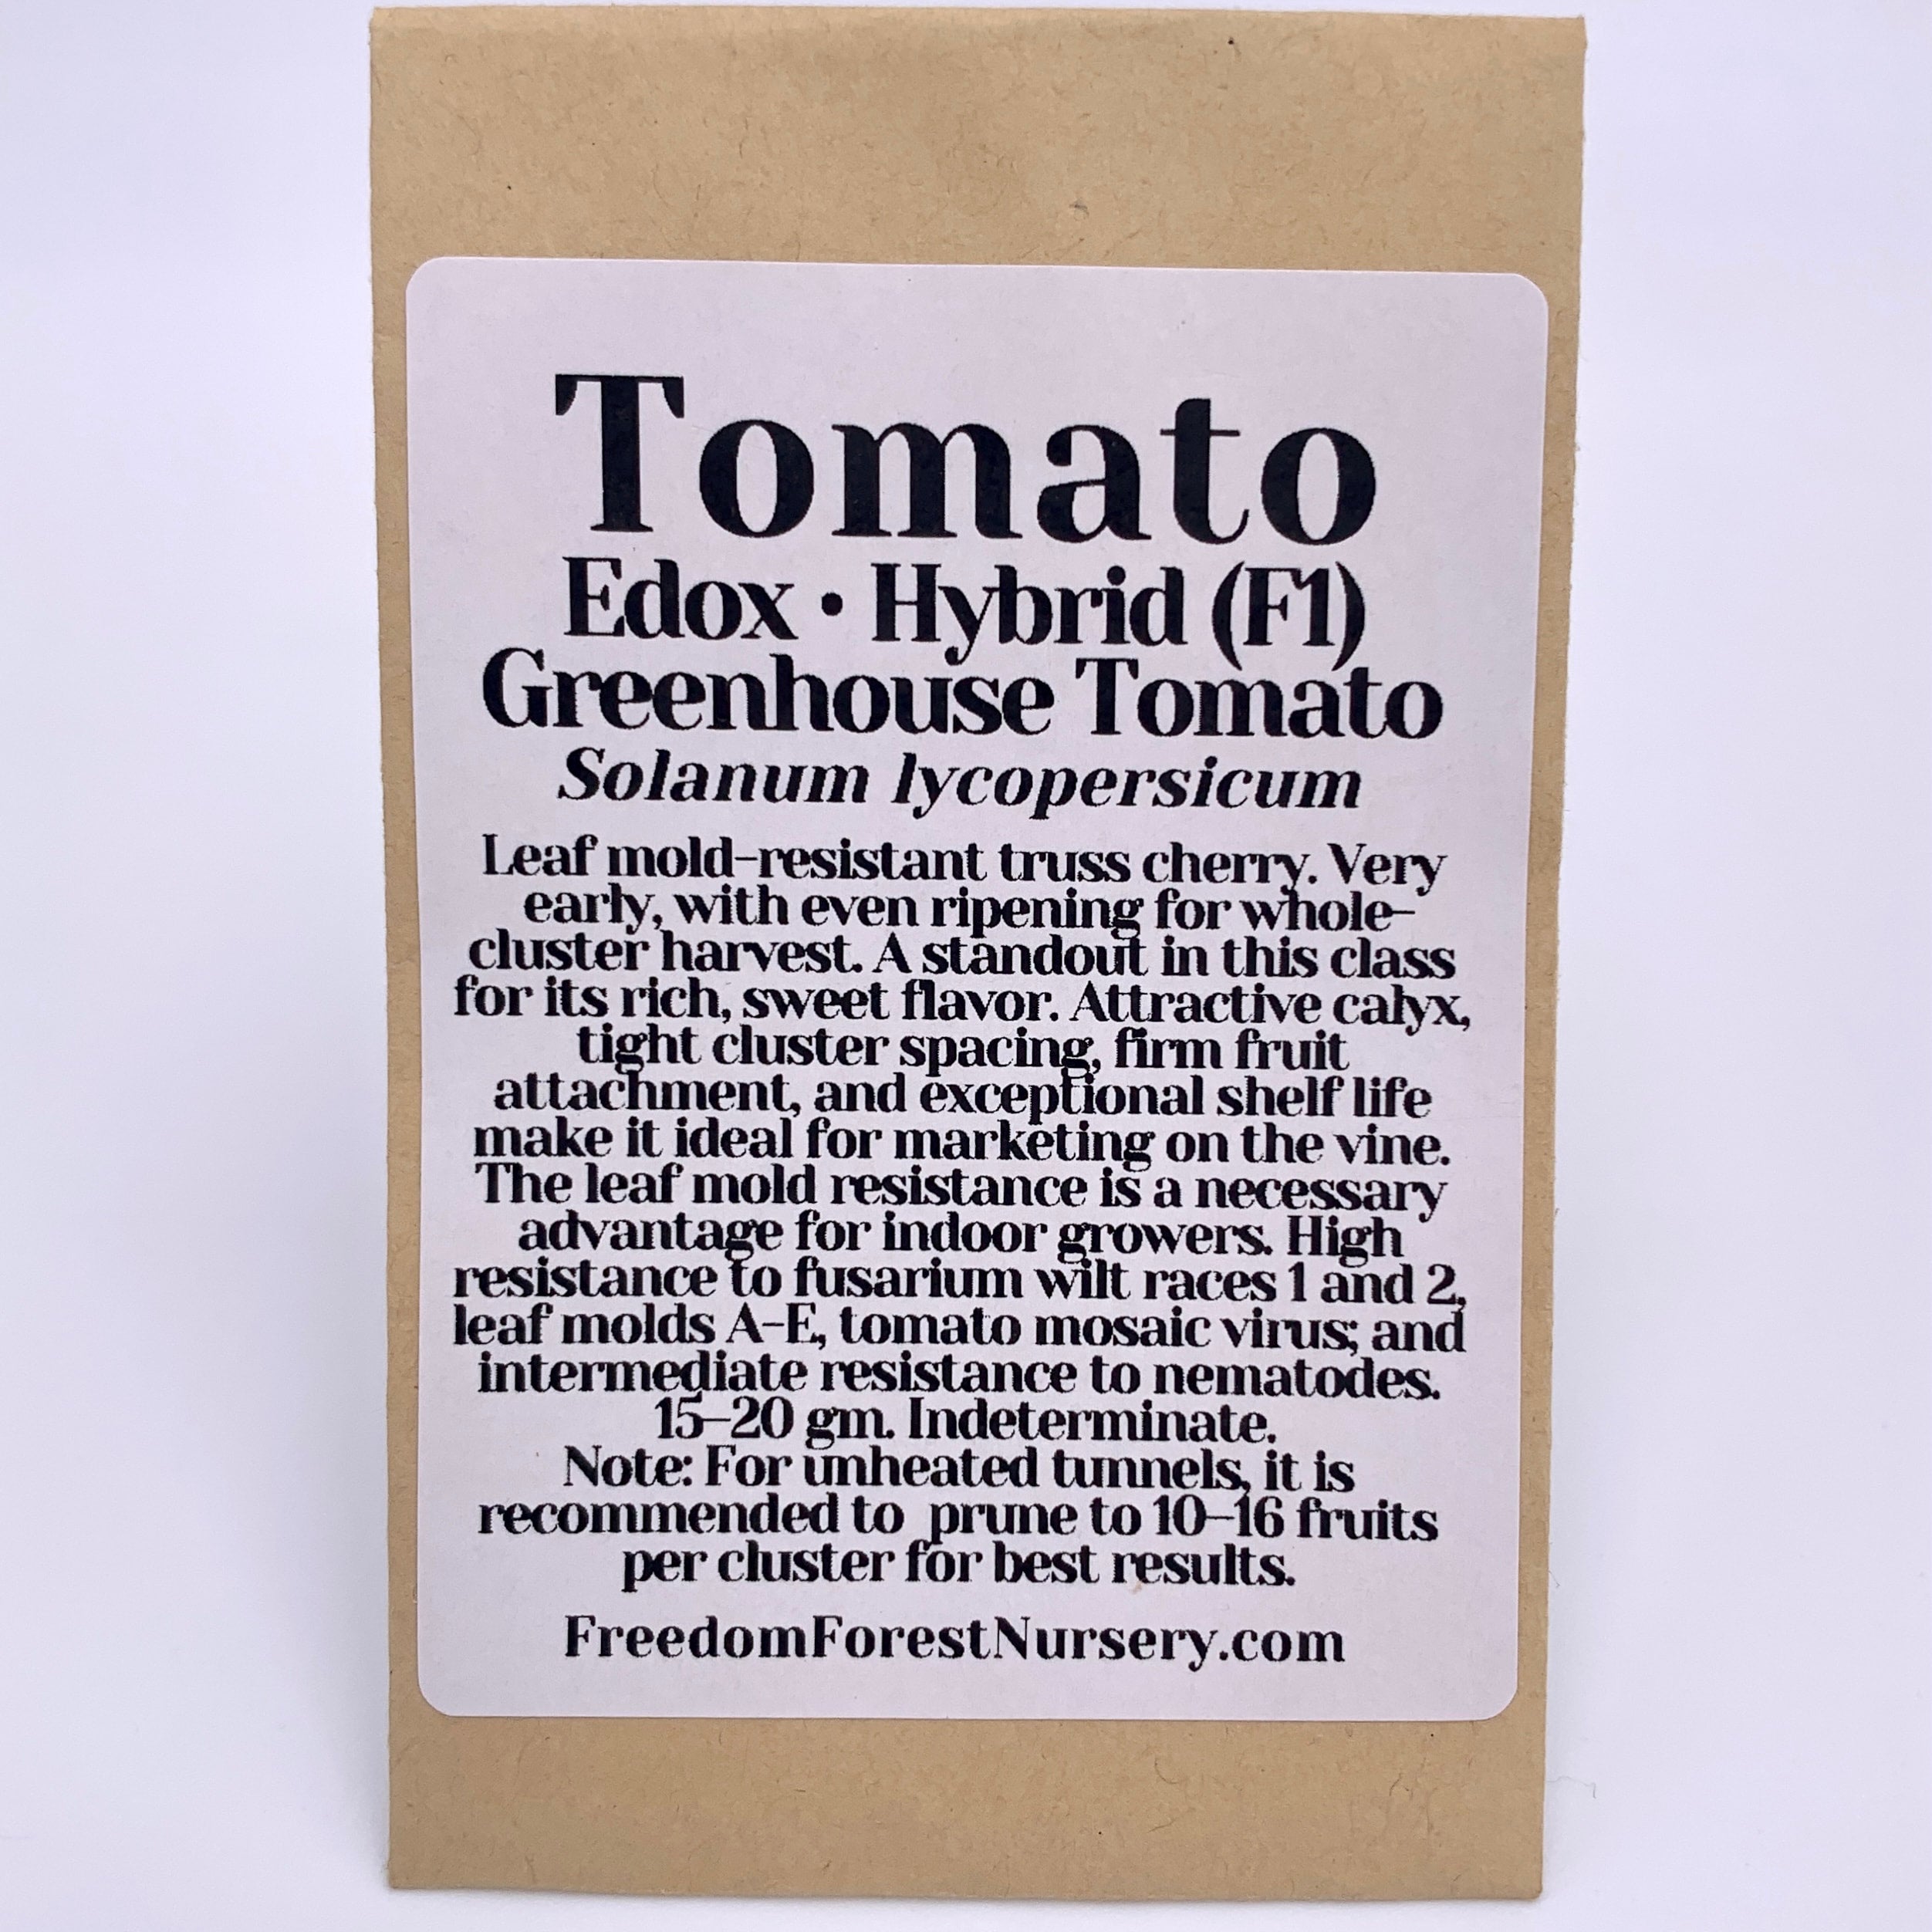 Tomato
Edox • Hybrid (F1)
Greenhouse Tomato
Solanum lycopersicum
Leaf mold-resistant truss cherry. Very
early, with even ripening for whole-
cluster harvest. A standout in this class
for its rich, sweet flavor. Attractive calyx,
tight cluster spacing, firm fruit
attachment, and exceptional shelf life
make it ideal for marketing on the vine.
The leaf mold resistance is a necessary
advantage for indoor growers. High
resistance to fusarium wilt races 1 and 2,
leaf molds A-E, tomato mosaic virus; and
intermediate resistance to nematodes.
15–20 gm. Indeterminate.
Note: For unheated tunnels, it is
recommended to  prune to 10–16 fruits
per cluster for best results.
FreedomForestNursery.com